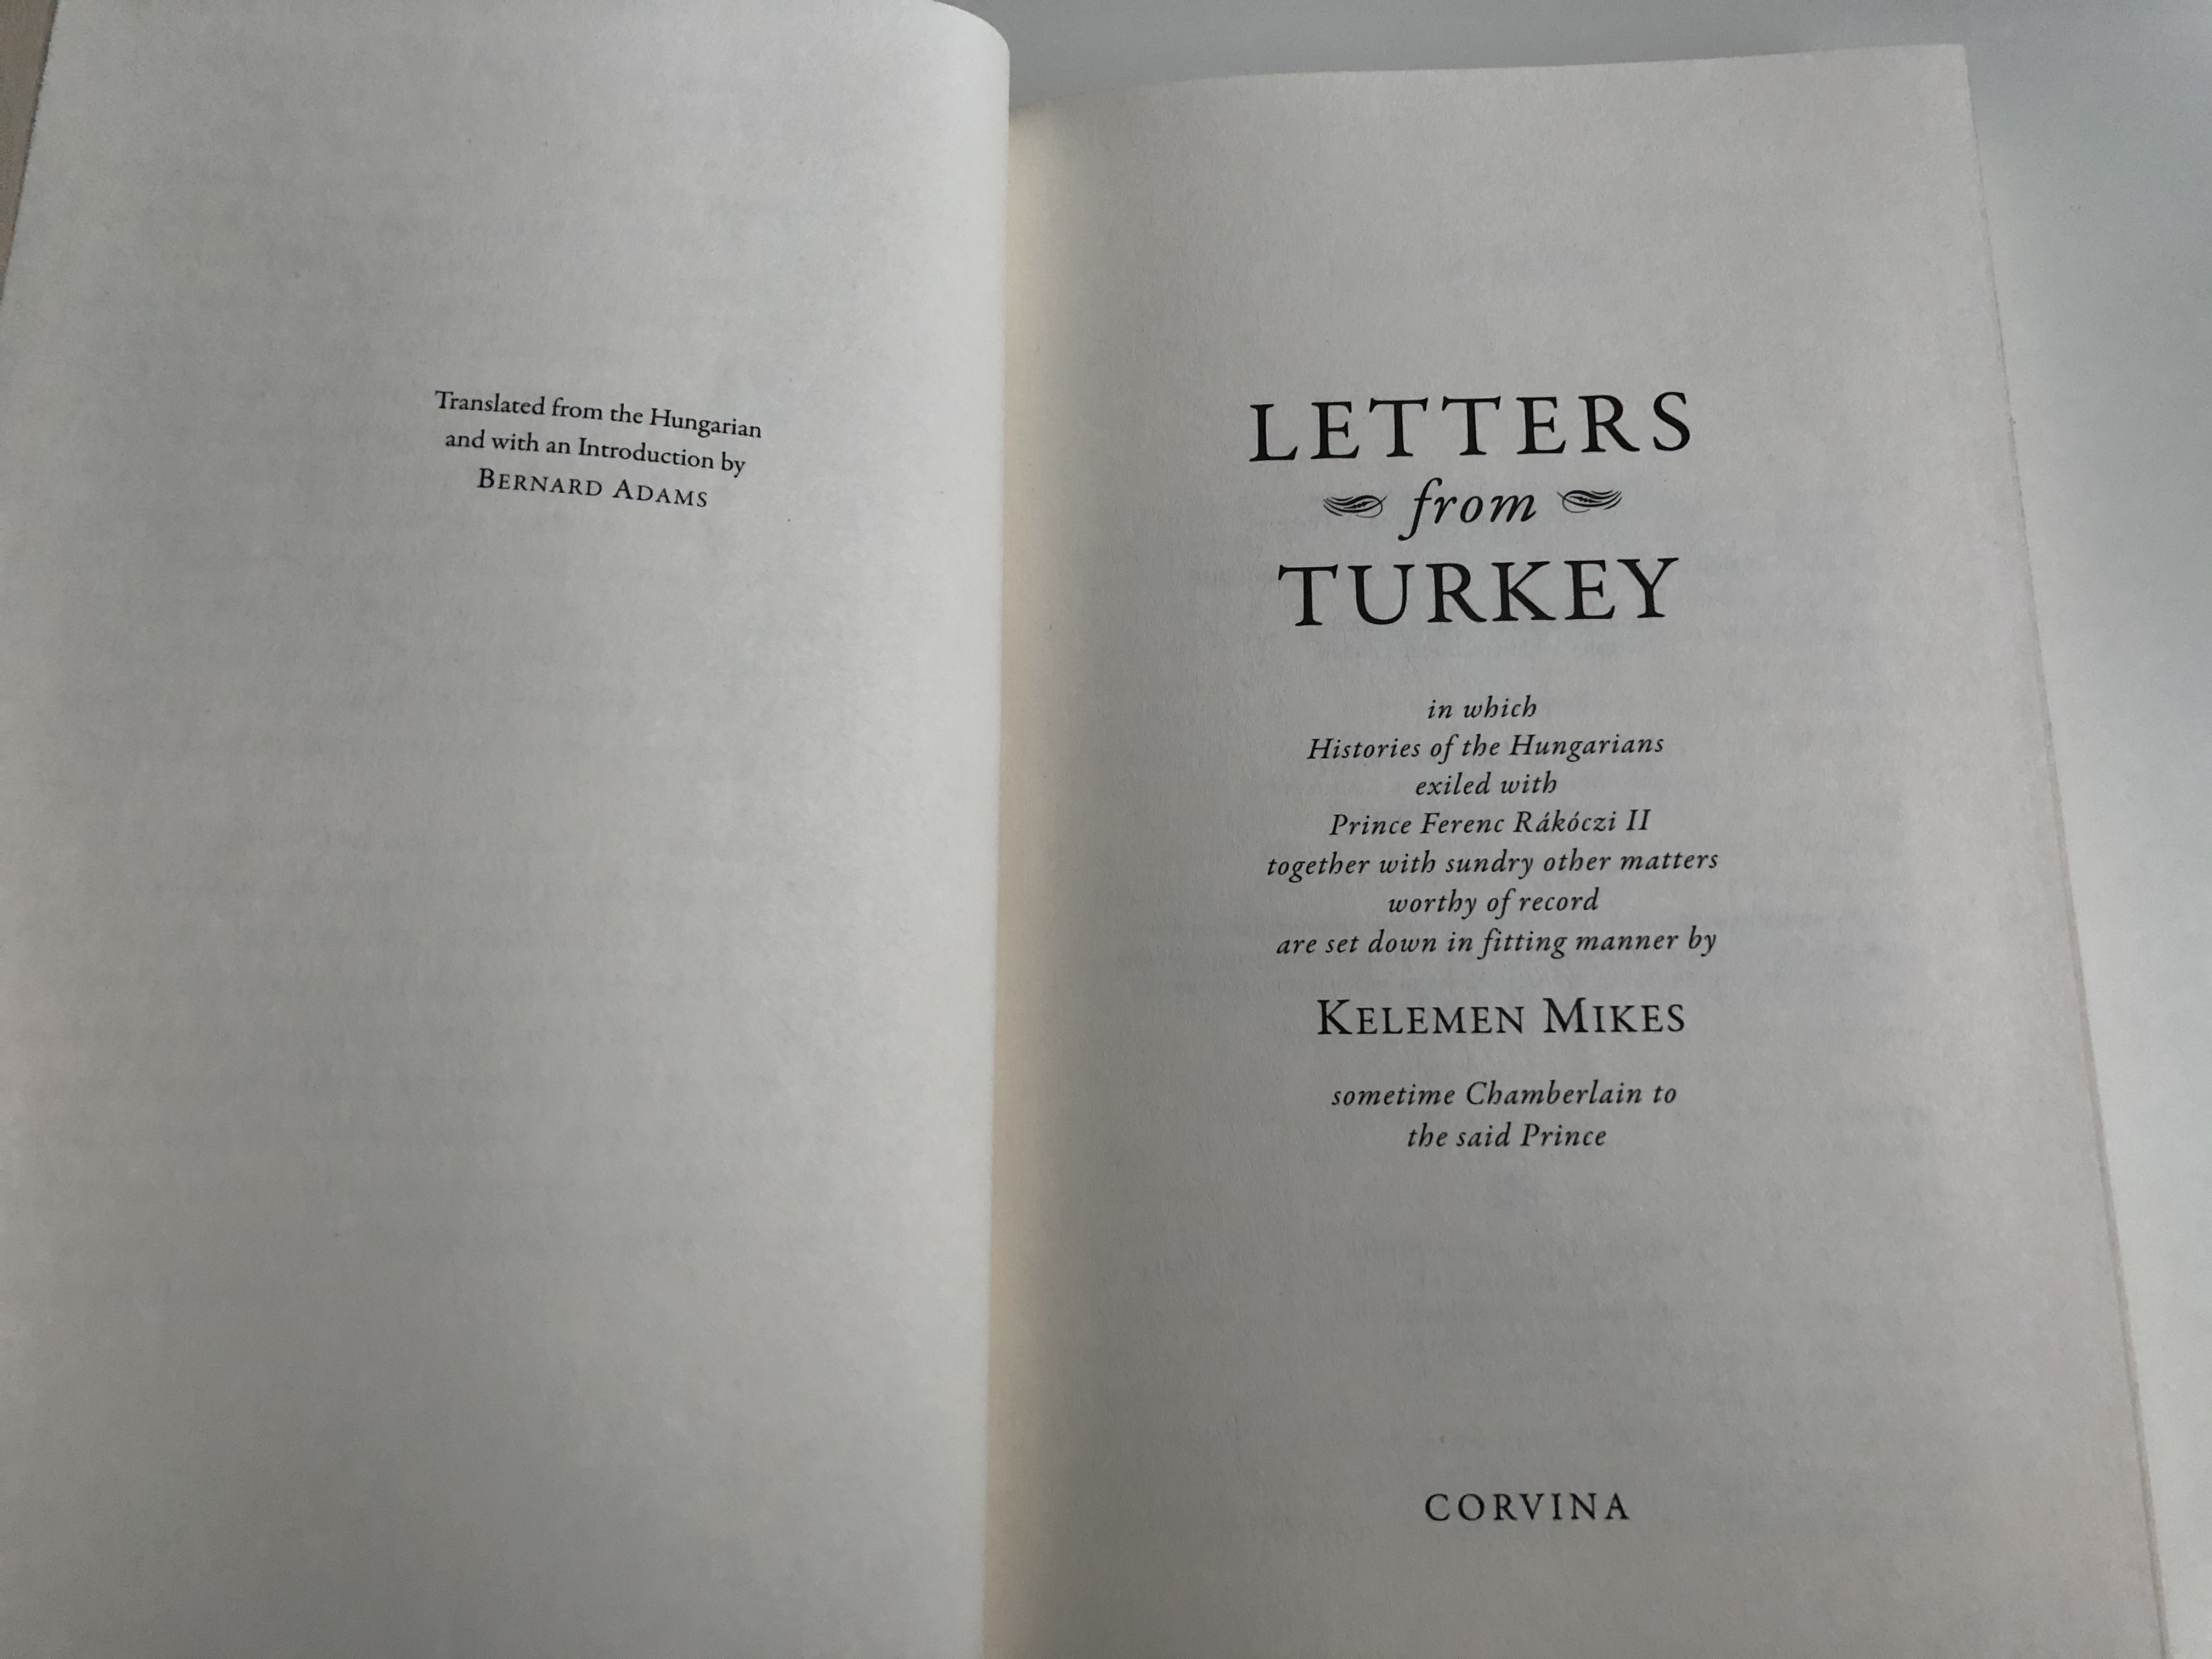 Translated from the Hungarian
and with an Introduction by
BERNARD ADAMS
LETTERS
from
TURKEY
in which
Histories of the Hungarians
exiled with
Prince Ferenc Rákóczi II
together with sundry other matters
worthy of record
are set down in fitting manner by
KELEMEN MIKES
sometime Chamberlain to
the said Prince
CORVINA